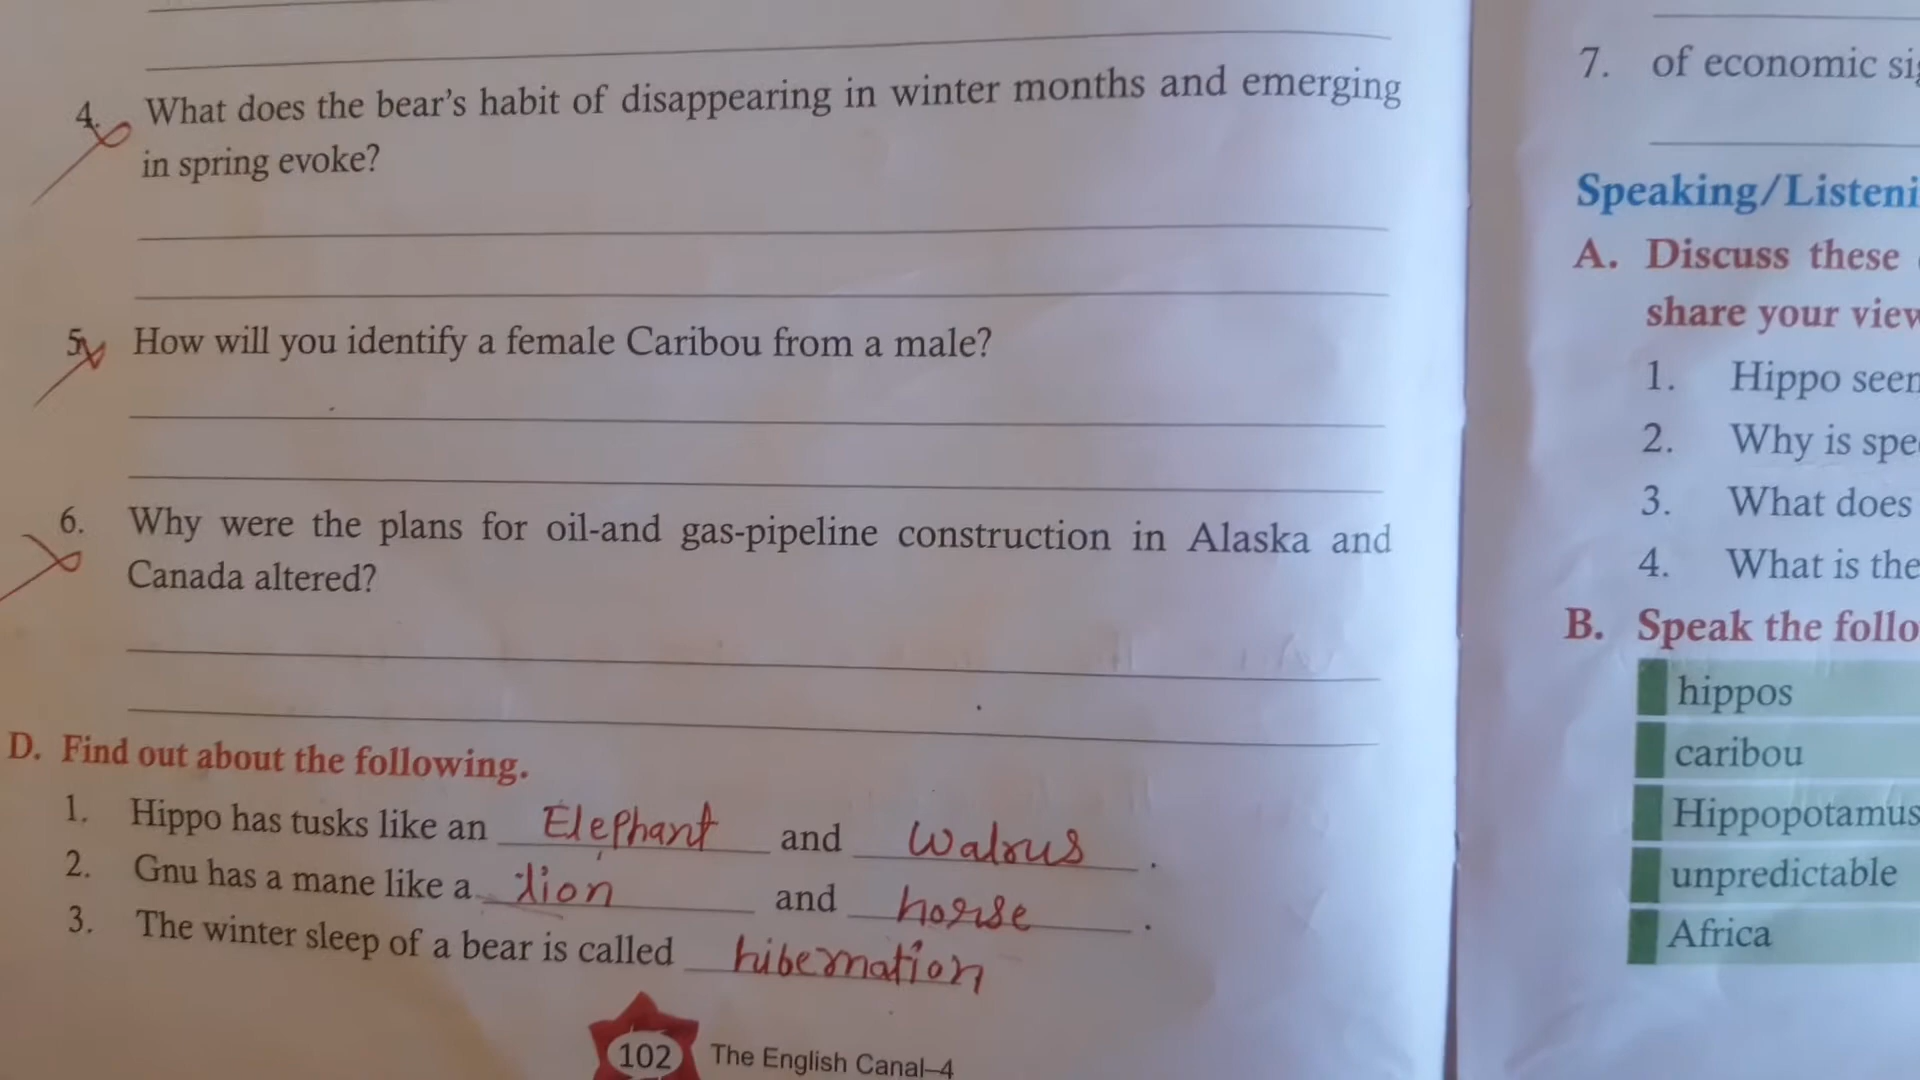 4. What does the bear's habit of disappearing in winter months and emerging
in spring evoke?
5. How will you identify a female Caribou from a male?
6. Why were the plans for oil-and gas-pipeline construction in Alaska and
Canada altered?
D. Find out about the following.
1. Hippo has tusks like an Elephant and Walrus.
2. Gnu has a mane like a lion and horse.
3. The winter sleep of a bear is called hibernation
102 The English Canal–4
7. of economic
Speaking/Listeni
A. Discuss these
share your view
1. Hippo seen
2. Why is spe
3. What does
4. What is the
B. Speak the follo
hippos
caribou
Hippopotamus
unpredictable
Africa